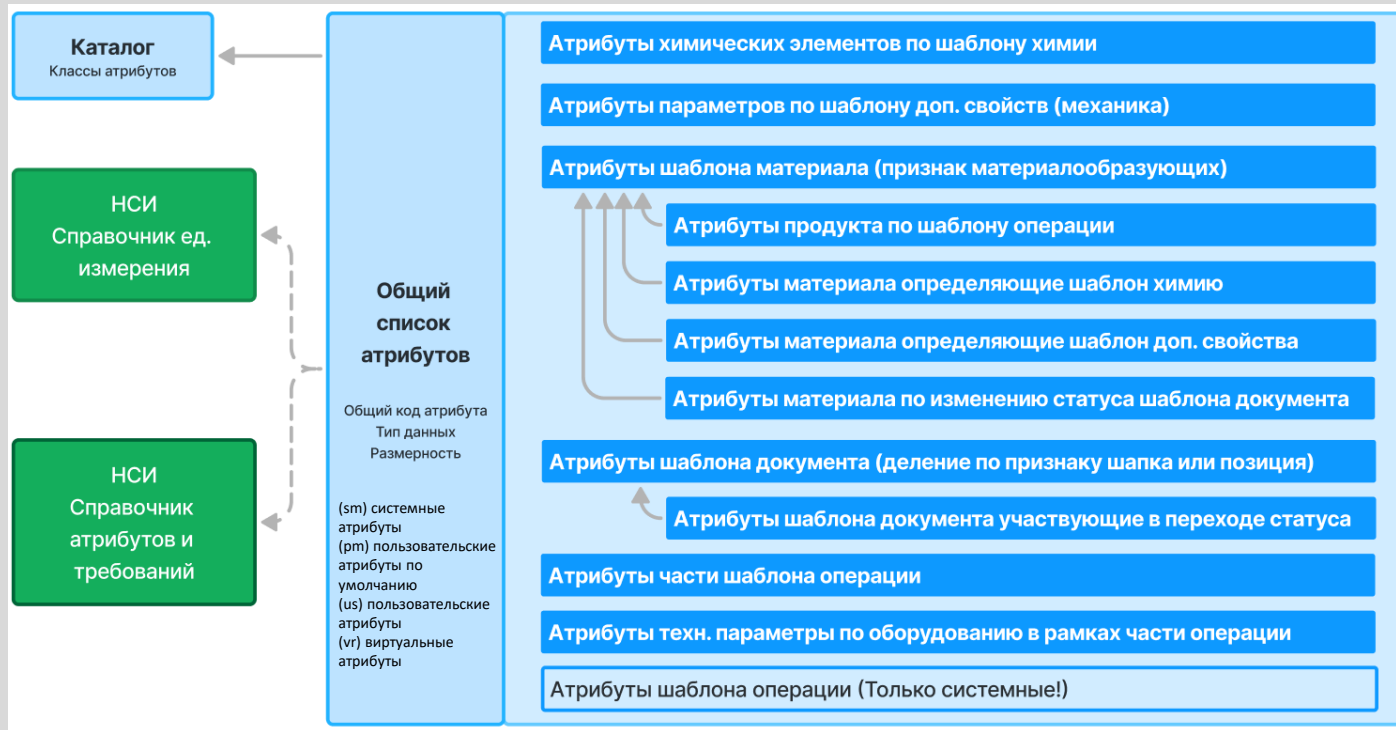 Каталог
Классы атрибутов
НСИ
Справочник ед.
измерения
НСИ
Справочник
атрибутов и
требований
Общий
список
атрибутов
Общий код атрибута
Тип данных
Размерность
(sm) системные
атрибуты
(pm) пользовательские
атрибуты по
умолчанию
(us) пользовательские
атрибуты
(vr) виртуальные
атрибуты
Атрибуты химических элементов по шаблону химии
Атрибуты параметров по шаблону доп. свойств (механика)
Атрибуты шаблона материала (признак материалообразующих)
Атрибуты продукта по шаблону операции
Атрибуты материала определяющие шаблон химию
Атрибуты материала определяющие шаблон доп. свойства
Атрибуты материала по изменению статуса шаблона документа
Атрибуты шаблона документа (деление по признаку шапка или позиция)
Атрибуты шаблона документа участвующие в переходе статуса
Атрибуты части шаблона операции
Атрибуты техн. параметры по оборудованию в рамках части операции
Атрибуты шаблона операции (Только системные!)